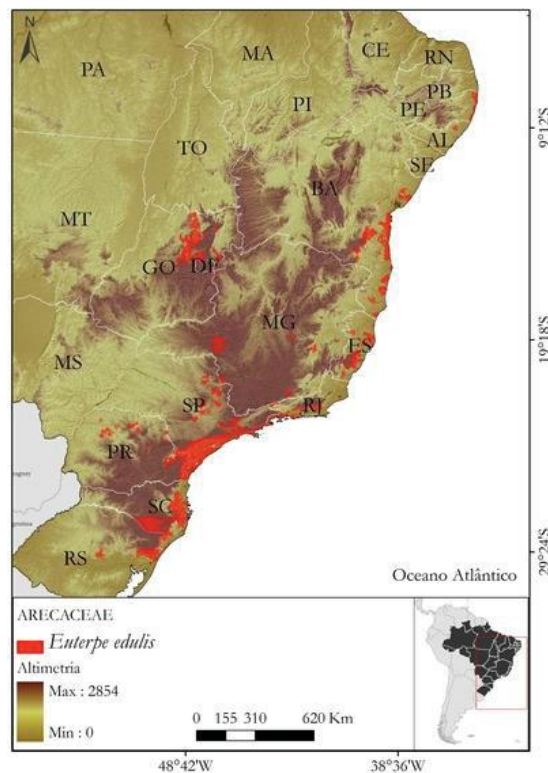 N
PA
MA
CE
RN
PB
PI
PE
AL
TO
SE
BA
MT
GO
DF
MG
MS
ES
SP
RJ
PR
SC
RS
9°12'S
19°18'S
29°24'S
Oceano Atlântico
ARECACEAE
Euterpe edulis
Altimetria
Max : 2854
Min : 0
0 155 310 620 Km
48°42'W 38°36'W